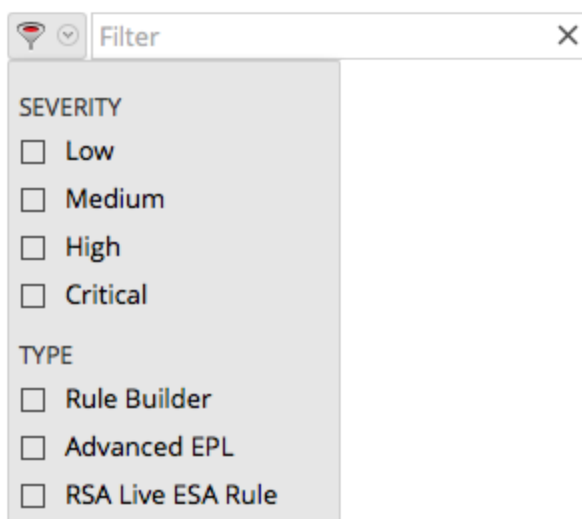 Filter
SEVERITY
Low
Medium
High
Critical
TYPE
Rule Builder
Advanced EPL
RSA Live ESA Rule